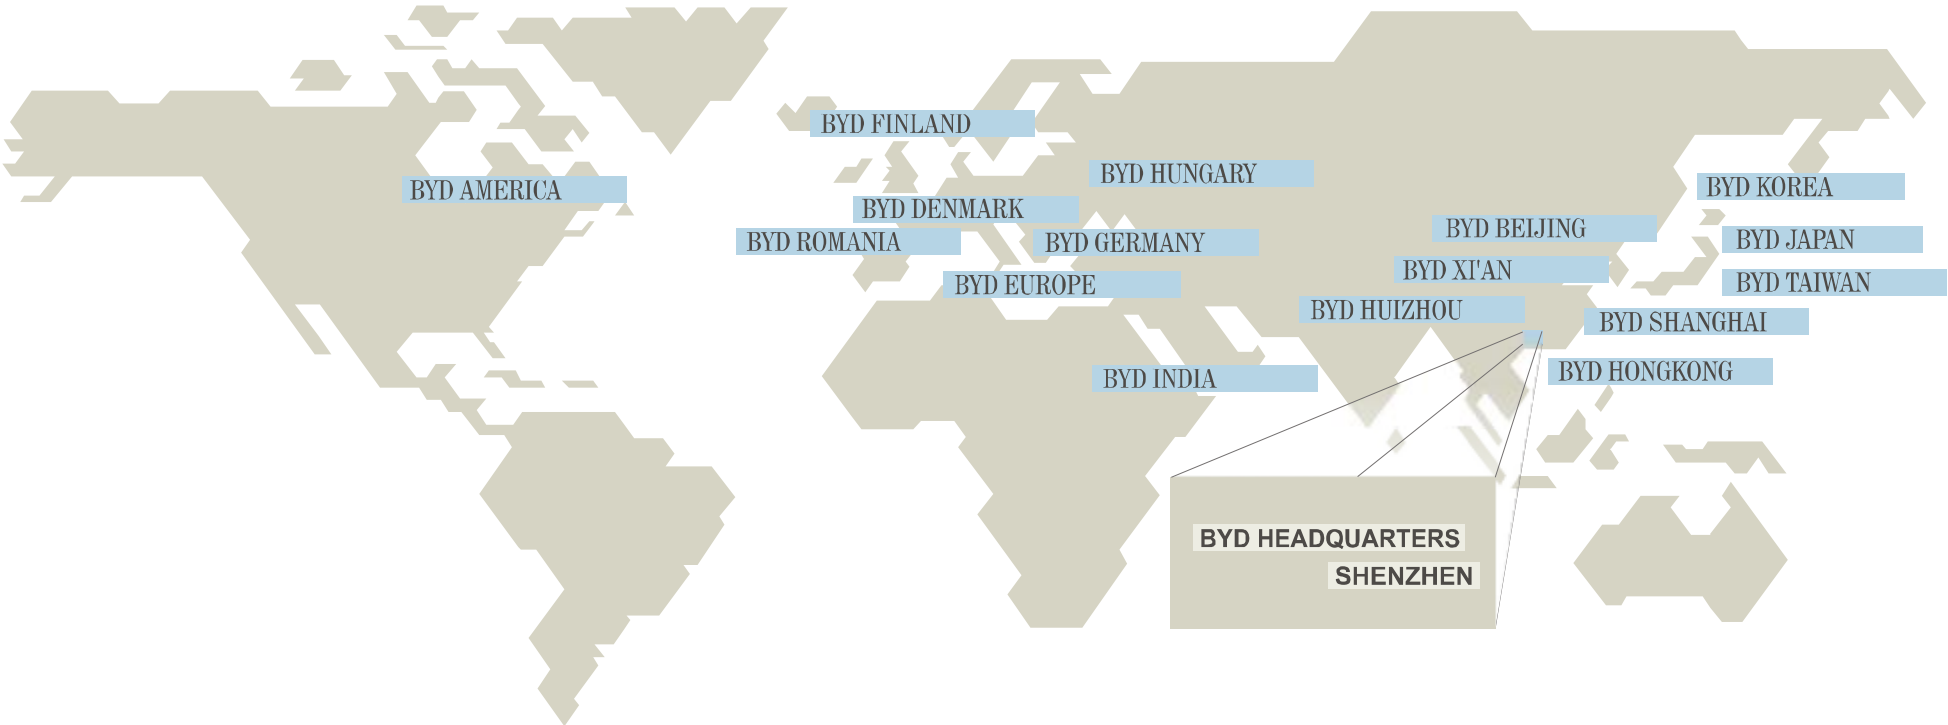 BYD FINLAND
BYD HUNGARY
BYD AMERICA
BYD KOREA
BYD DENMARK
BYD BEIJING
BYD ROMANIA
BYD GERMANY
BYD JAPAN
BYD XI'AN
BYD EUROPE
BYD TAIWAN
BYD HUIZHOU
BYD SHANGHAI
BYD INDIA
BYD HONGKONG
BYD HEADQUARTERS
SHENZHEN